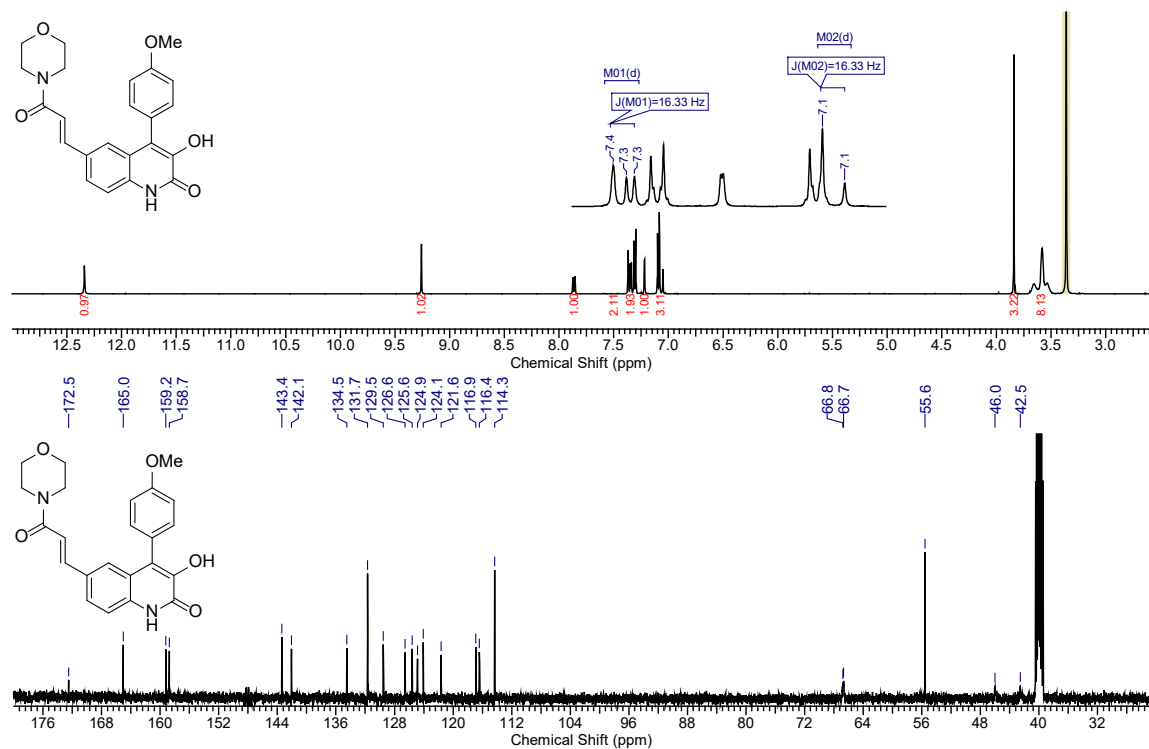 O
N
O
OMe
OH
N
H
O
M01(d)
J(M01)=16.33 Hz
M02(d)
J(M02)=16.33 Hz
7.4
7.3
7.3
7.1
7.1
0.97
1.02
1.00
2.11
1.93
1.00
3.11
3.22
8.13
12.5 12.0 11.5 11.0 10.5 10.0 9.5 9.0 8.5 8.0 7.5 7.0 6.5 6.0 5.5 5.0 4.5 4.0 3.5 3.0
Chemical Shift (ppm)
172.5
165.0
159.2
158.7
143.4
142.1
134.5
131.7
129.5
126.6
125.6
124.9
124.1
121.6
116.9
116.4
114.3
66.8
66.7
55.6
46.0
42.5
O
N
O
OMe
OH
N
H
O
176 168 160 152 144 136 128 120 112 104 96 88 80 72 64 56 48 40 32
Chemical Shift (ppm)